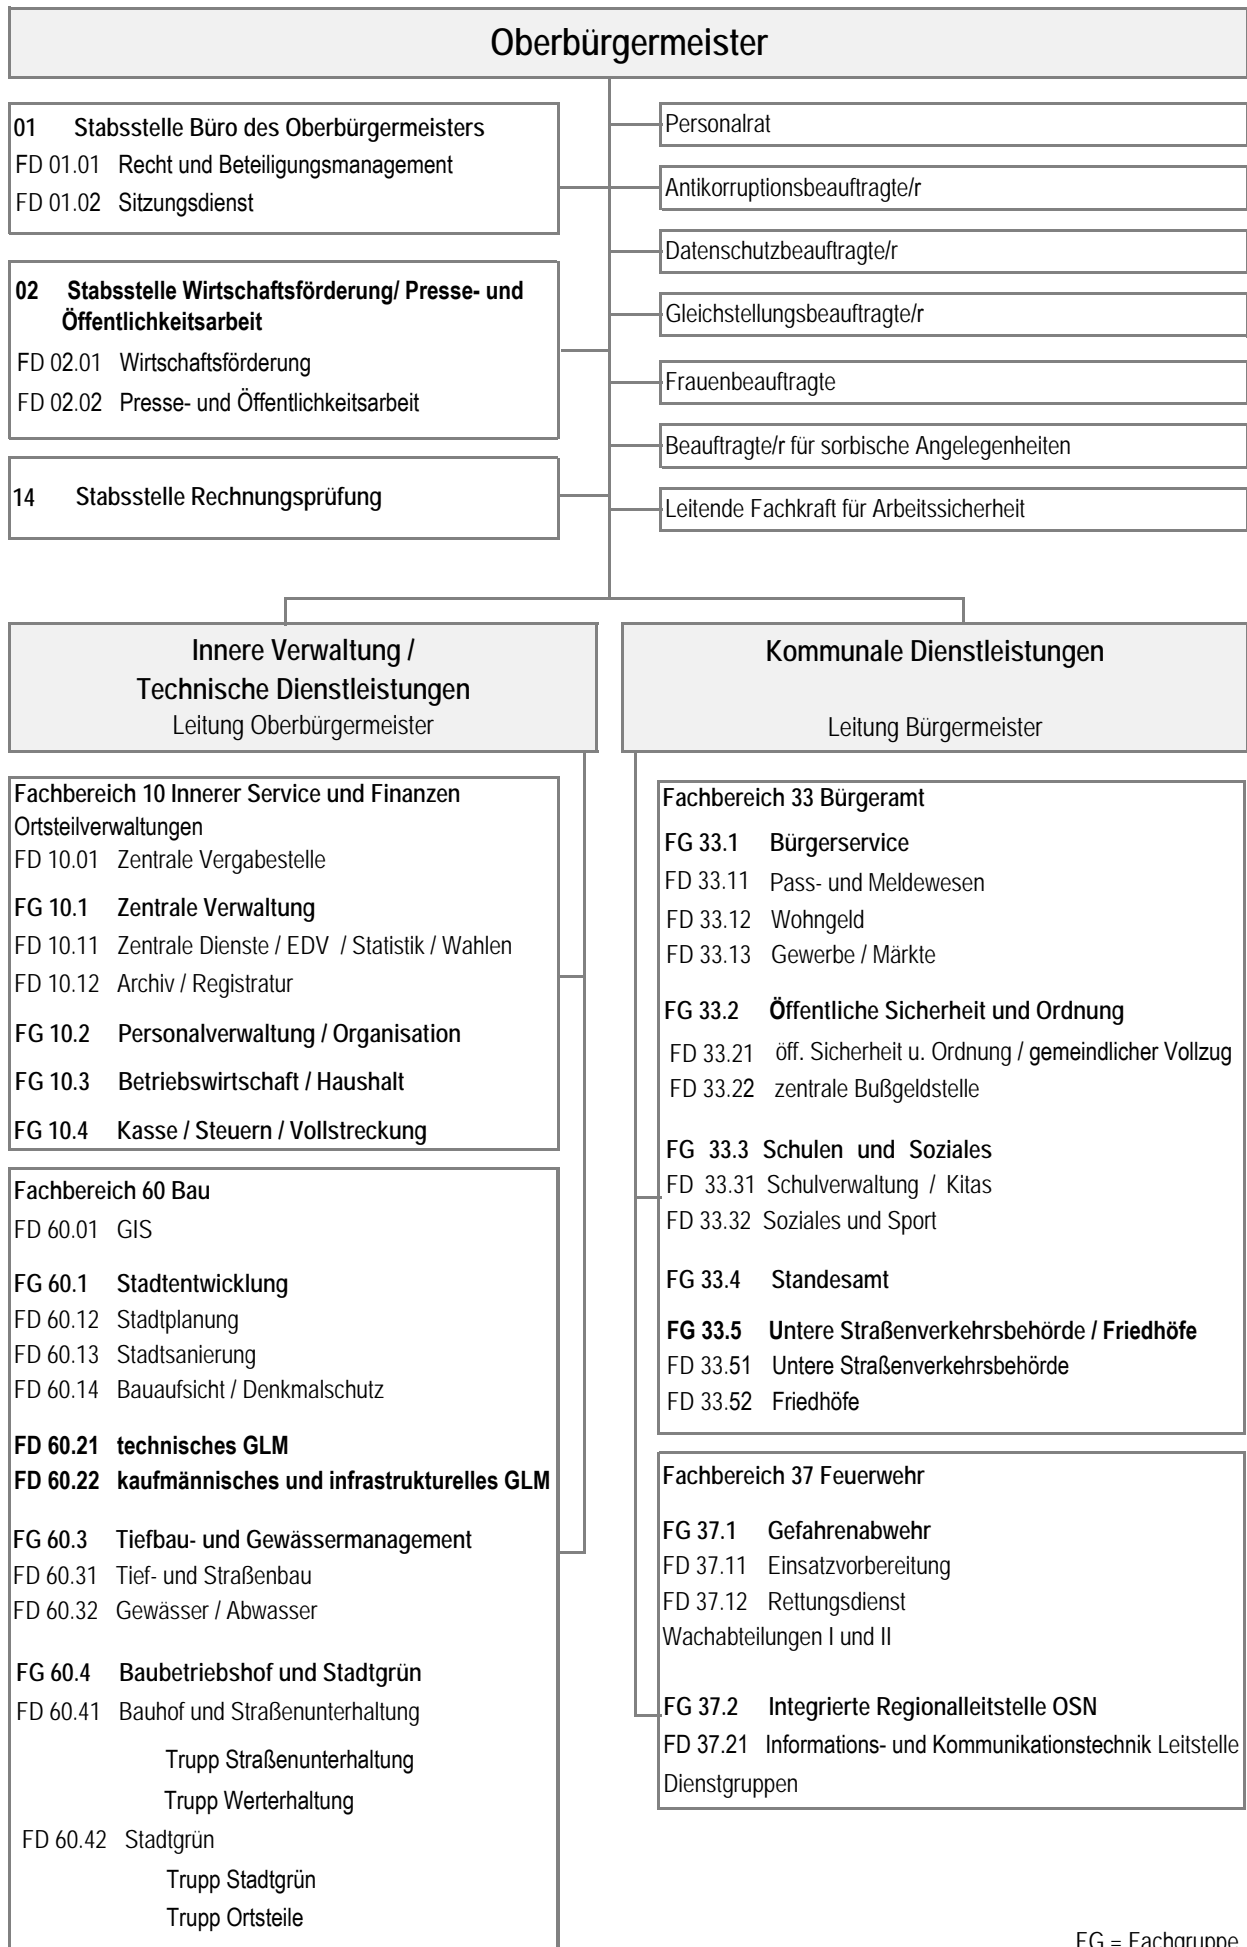 Oberbürgermeister
01 Stabsstelle Büro des Oberbürgermeisters
FD 01.01 Recht und Beteiligungsmanagement
FD 01.02 Sitzungsdienst
02 Stabsstelle Wirtschaftsförderung/ Presse- und
Öffentlichkeitsarbeit
FD 02.01 Wirtschaftsförderung
FD 02.02 Presse- und Öffentlichkeitsarbeit
14 Stabsstelle Rechnungsprüfung
Personalrat
Antikorruptionsbeauftragte/r
Datenschutzbeauftragte/r
Gleichstellungsbeauftragte/r
Frauenbeauftragte
Beauftragte/r für sorbische Angelegenheiten
Leitende Fachkraft für Arbeitssicherheit
Innere Verwaltung /
Technische Dienstleistungen
Leitung Oberbürgermeister
Fachbereich 10 Innerer Service und Finanzen
Ortsteilverwaltungen
FD 10.01 Zentrale Vergabestelle
FG 10.1 Zentrale Verwaltung
FD 10.11 Zentrale Dienste / EDV / Statistik / Wahlen
FD 10.12 Archiv / Registratur
FG 10.2 Personalverwaltung / Organisation
FG 10.3 Betriebswirtschaft / Haushalt
FG 10.4 Kasse / Steuern / Vollstreckung
Fachbereich 60 Bau
FD 60.01 GIS
FG 60.1 Stadtentwicklung
FD 60.12 Stadtplanung
FD 60.13 Stadtsanierung
FD 60.14 Bauaufsicht / Denkmalschutz
FD 60.21 technisches GLM
FD 60.22 kaufmännisches und infrastrukturelles GLM
FG 60.3 Tiefbau- und Gewässermanagement
FD 60.31 Tief- und Straßenbau
FD 60.32 Gewässer / Abwasser
FG 60.4 Baubetriebshof und Stadtgrün
FD 60.41 Bauhof und Straßenunterhaltung
Trupp Straßenunterhaltung
Trupp Werterhaltung
FD 60.42 Stadtgrün
Trupp Stadtgrün
Trupp Ortsteile
Kommunale Dienstleistungen
Leitung Bürgermeister
Fachbereich 33 Bürgeramt
FG 33.1 Bürgerservice
FD 33.11 Pass- und Meldewesen
FD 33.12 Wohngeld
FD 33.13 Gewerbe / Märkte
FG 33.2 Öffentliche Sicherheit und Ordnung
FD 33.21 öff. Sicherheit u. Ordnung / gemeindlicher Vollzug
FD 33.22 zentrale Bußgeldstelle
FG 33.3 Schulen und Soziales
FD 33.31 Schulverwaltung / Kitas
FD 33.32 Soziales und Sport
FG 33.4 Standesamt
FG 33.5 Untere Straßenverkehrsbehörde / Friedhöfe
FD 33.51 Untere Straßenverkehrsbehörde
FD 33.52 Friedhöfe
Fachbereich 37 Feuerwehr
FG 37.1 Gefahrenabwehr
FD 37.11 Einsatzvorbereitung
FD 37.12 Rettungsdienst
Wachabteilungen I und II
FG 37.2 Integrierte Regionalleitstelle OSN
FD 37.21 Informations- und Kommunikationstechnik Leitstelle
Dienstgruppen
FG = Fachgruppe